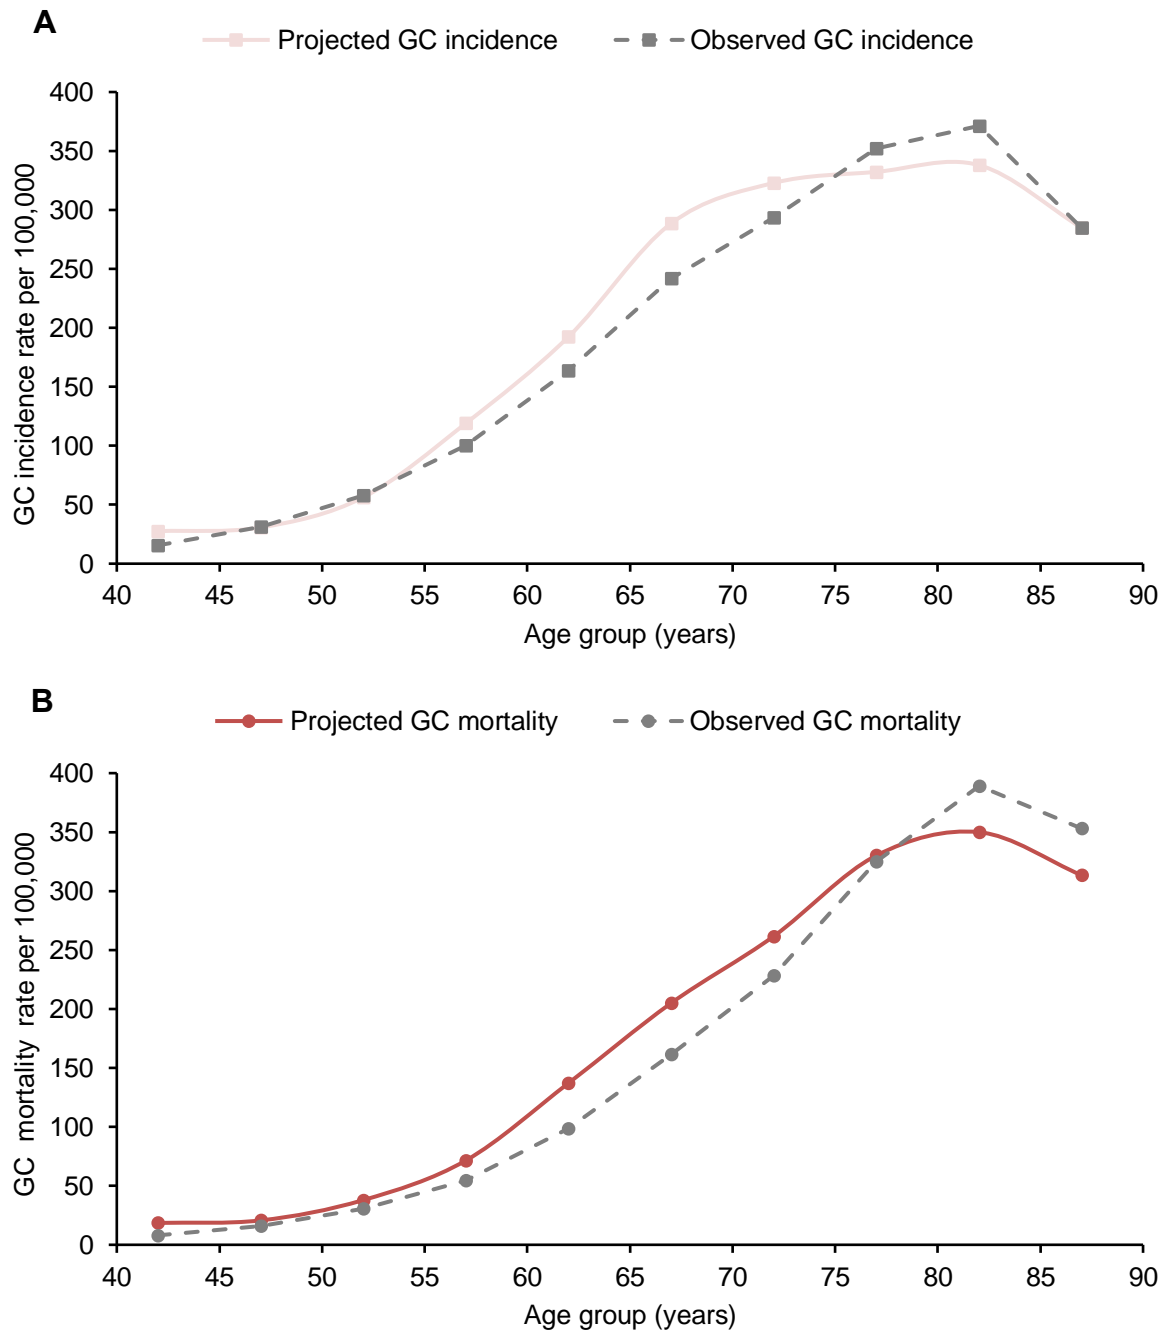 A
Projected GC incidence
Observed GC incidence
GC incidence rate per 100,000
400
350
300
250
200
150
100
50
0
40 45 50 55 60 65 70 75 80 85 90
Age group (years)
B
Projected GC mortality
Observed GC mortality
GC mortality rate per 100,000
400
350
300
250
200
150
100
50
0
40 45 50 55 60 65 70 75 80 85 90
Age group (years)